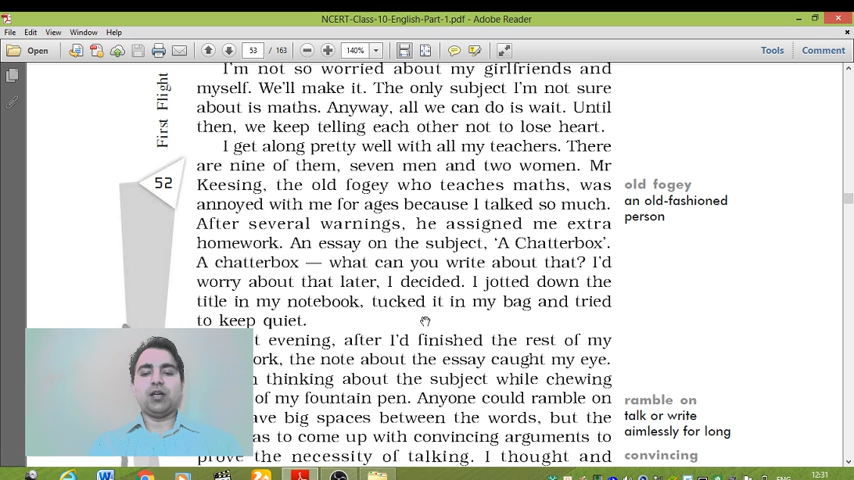 NCERT-Class-10-English-Part-1.pdf - Adobe Reader
File Edit View Window Help
Open 53 / 163 140% Tools Comment
First Flight
52
I'm not so worried about my girlfriends and
myself. We'll make it. The only subject I'm not sure
about is maths. Anyway, all we can do is wait. Until
then, we keep telling each other not to lose heart.
I get along pretty well with all my teachers. There
are nine of them, seven men and two women. Mr
Keesing, the old fogey who teaches maths, was
annoyed with me for ages because I talked so much.
After several warnings, he assigned me extra
homework. An essay on the subject, ‘A Chatterbox’.
A chatterbox — what can you write about that? I'd
worry about that later, I decided. I jotted down the
title in my notebook, tucked it in my bag and tried
to keep quiet.
evening, after I'd finished the rest of my
the note about the essay caught my eye.
thinking about the subject while chewing
of my fountain pen. Anyone could ramble on
big spaces between the words, but the
to come up with convincing arguments to
prove the necessity of talking. I thought and
old fogey
an old-fashioned
person
ramble on
talk or write
aimlessly for long
convincing
ENG
12:31